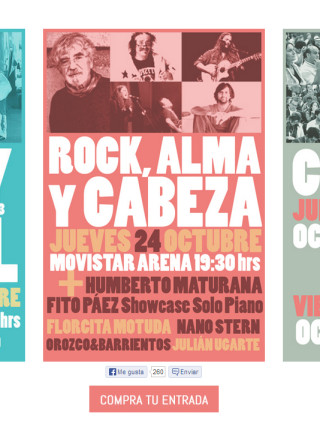 ROCK, ALMA
Y CABEZA
JUEVES 24 OCTUBRE
MOVISTAR ARENA 19:30 hrs
+ HUMBERTO MATURANA
FITO PÁEZ Showcase Solo Piano
FLORCITA MOTUDA NANO STERN
OROZCO&BARRIENTOS JULIÁN UGARTE
Me gusta 260 Enviar
COMPRA TU ENTRADA